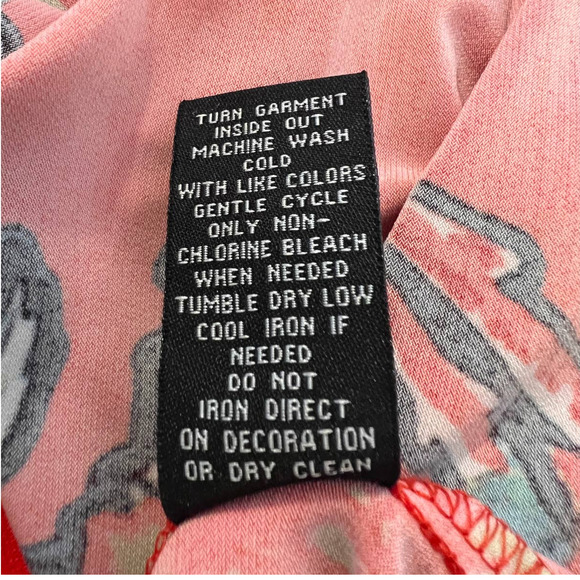 TURN GARMENT
INSIDE OUT
MACHINE WASH
COLD
WITH LIKE COLORS
GENTLE CYCLE
ONLY NON-
CHLORINE BLEACH
WHEN NEEDED
TUMBLE DRY LOW
COOL IRON IF
NEEDED
DO NOT
IRON DIRECT
ON DECORATION
OR DRY CLEAN